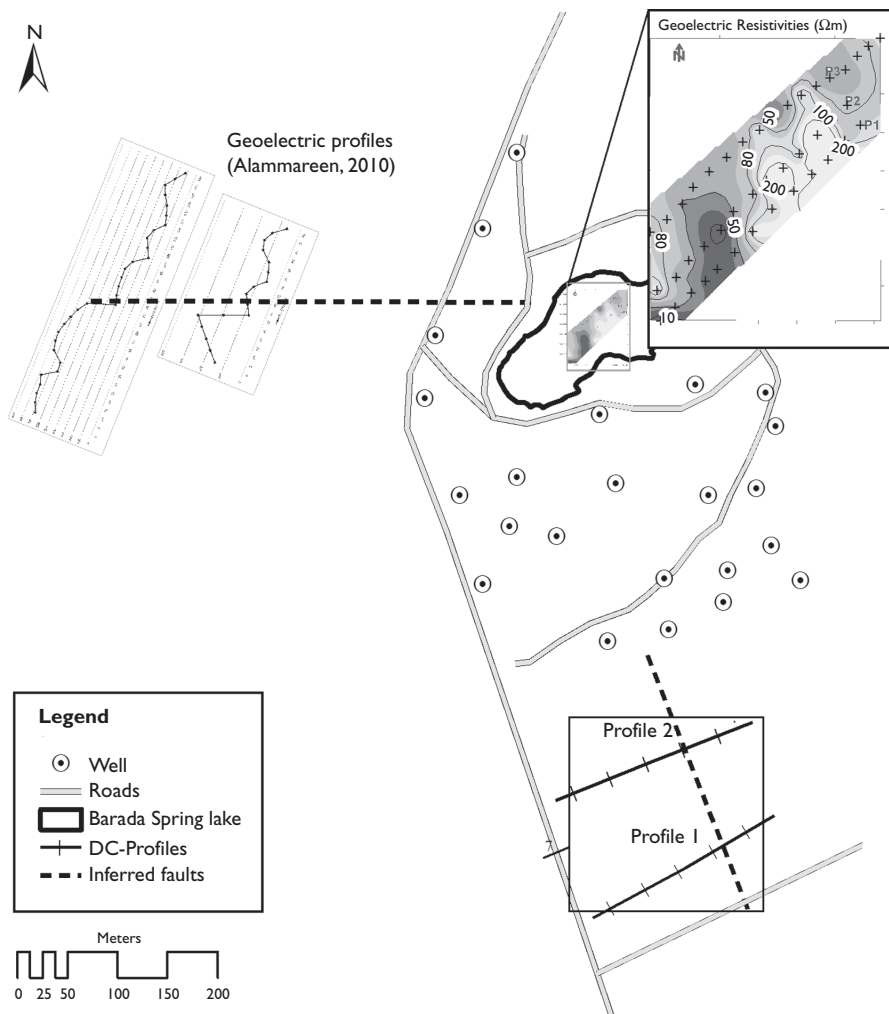 N
Geoelectric Resistivities (Ωm)
N
P3
P2
P1
50
100
80
200
200
50
80
10
Geoelectric profiles
(Alammareen, 2010)
Profile 2
Profile 1
7
Legend
Well
Roads
Barada Spring lake
DC-Profiles
Inferred faults
Meters
0 25 50 100 150 200